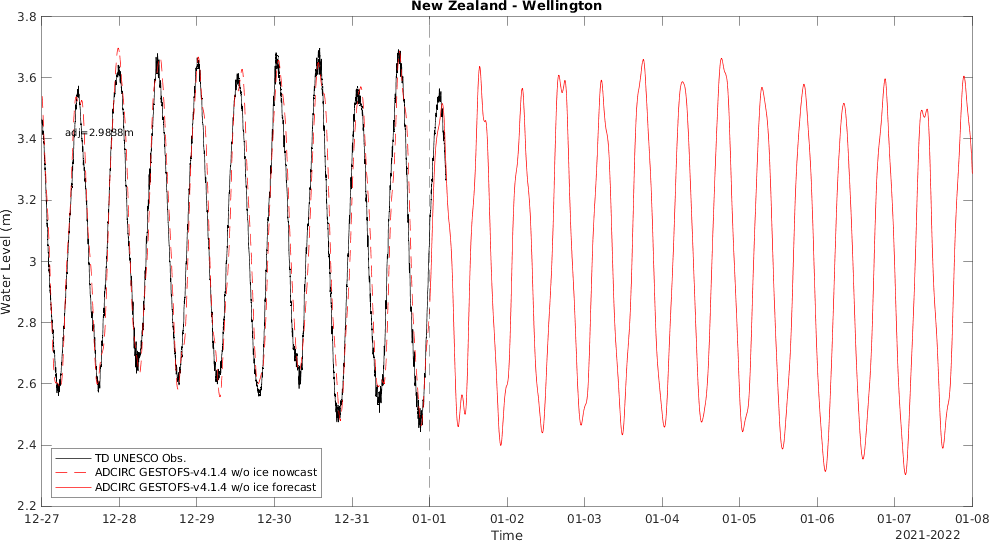 New Zealand - Wellington
3.8
3.6
3.4
3.2
3
2.8
2.6
2.4
2.2
Water Level (m)
adj=2.9838m
TD UNESCO Obs.
ADCIRC GESTOFS-v4.1.4 w/o ice nowcast
ADCIRC GESTOFS-v4.1.4 w/o ice forecast
12-27 12-28 12-29 12-30 12-31 01-01 01-02 01-03 01-04 01-05 01-06 01-07 01-08
Time
2021-2022